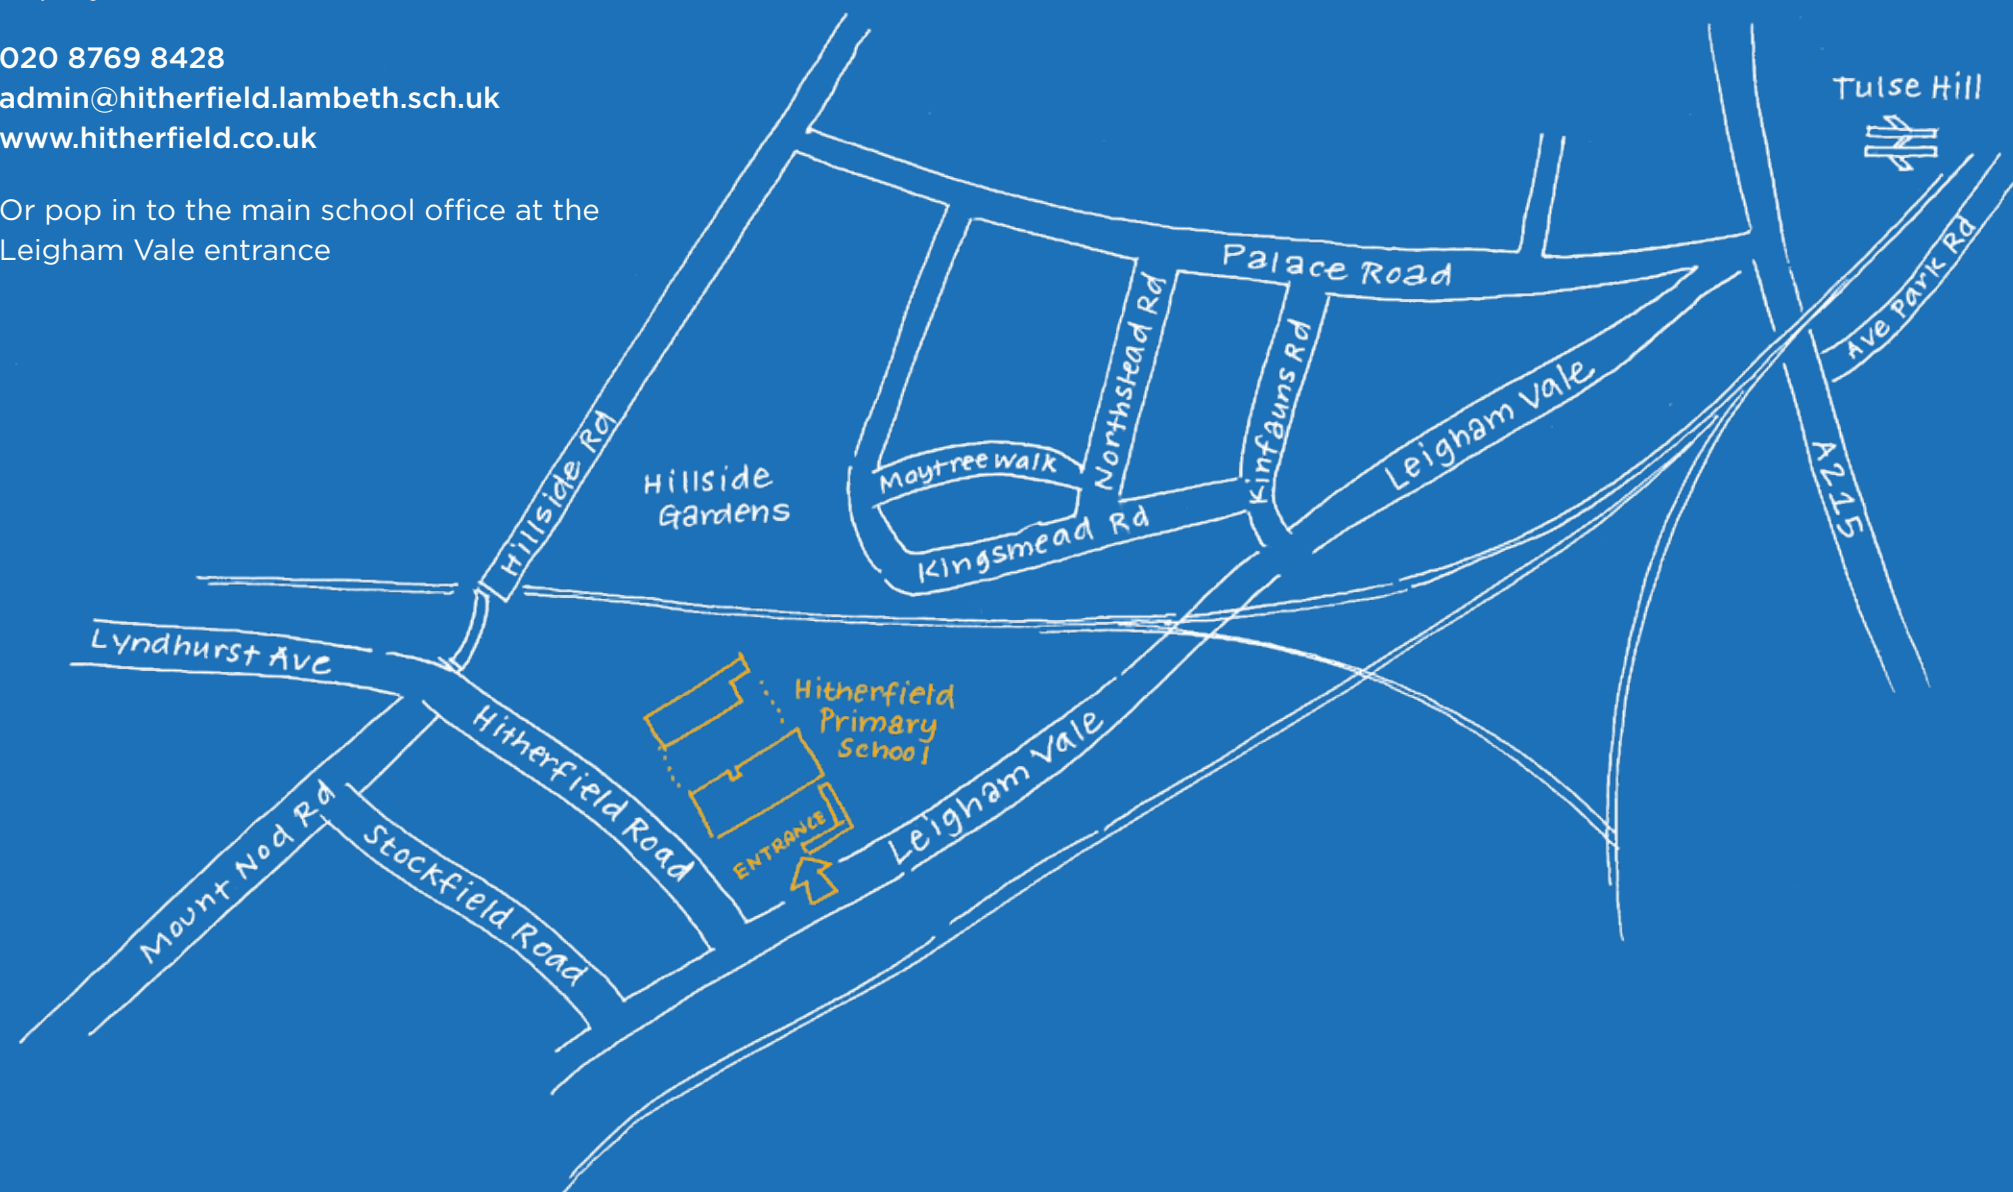 020 8769 8428
admin@hitherfield.lambeth.sch.uk
www.hitherfield.co.uk
Or pop in to the main school office at the
Leigham Vale entrance
Tulse Hill
Palace Road
Ave Park Rd
Northstead Rd
Kinfauns Rd
Leigham Vale
Hillside Rd
Maytree walk
A215
Hillside
Gardens
Kingsmead Rd
Lyndhurst Ave
Hitherfield
Primary
School
Hitherfield Road
Leigham Vale
ENTRANCE
Mount Nod Rd
Stockfield Road